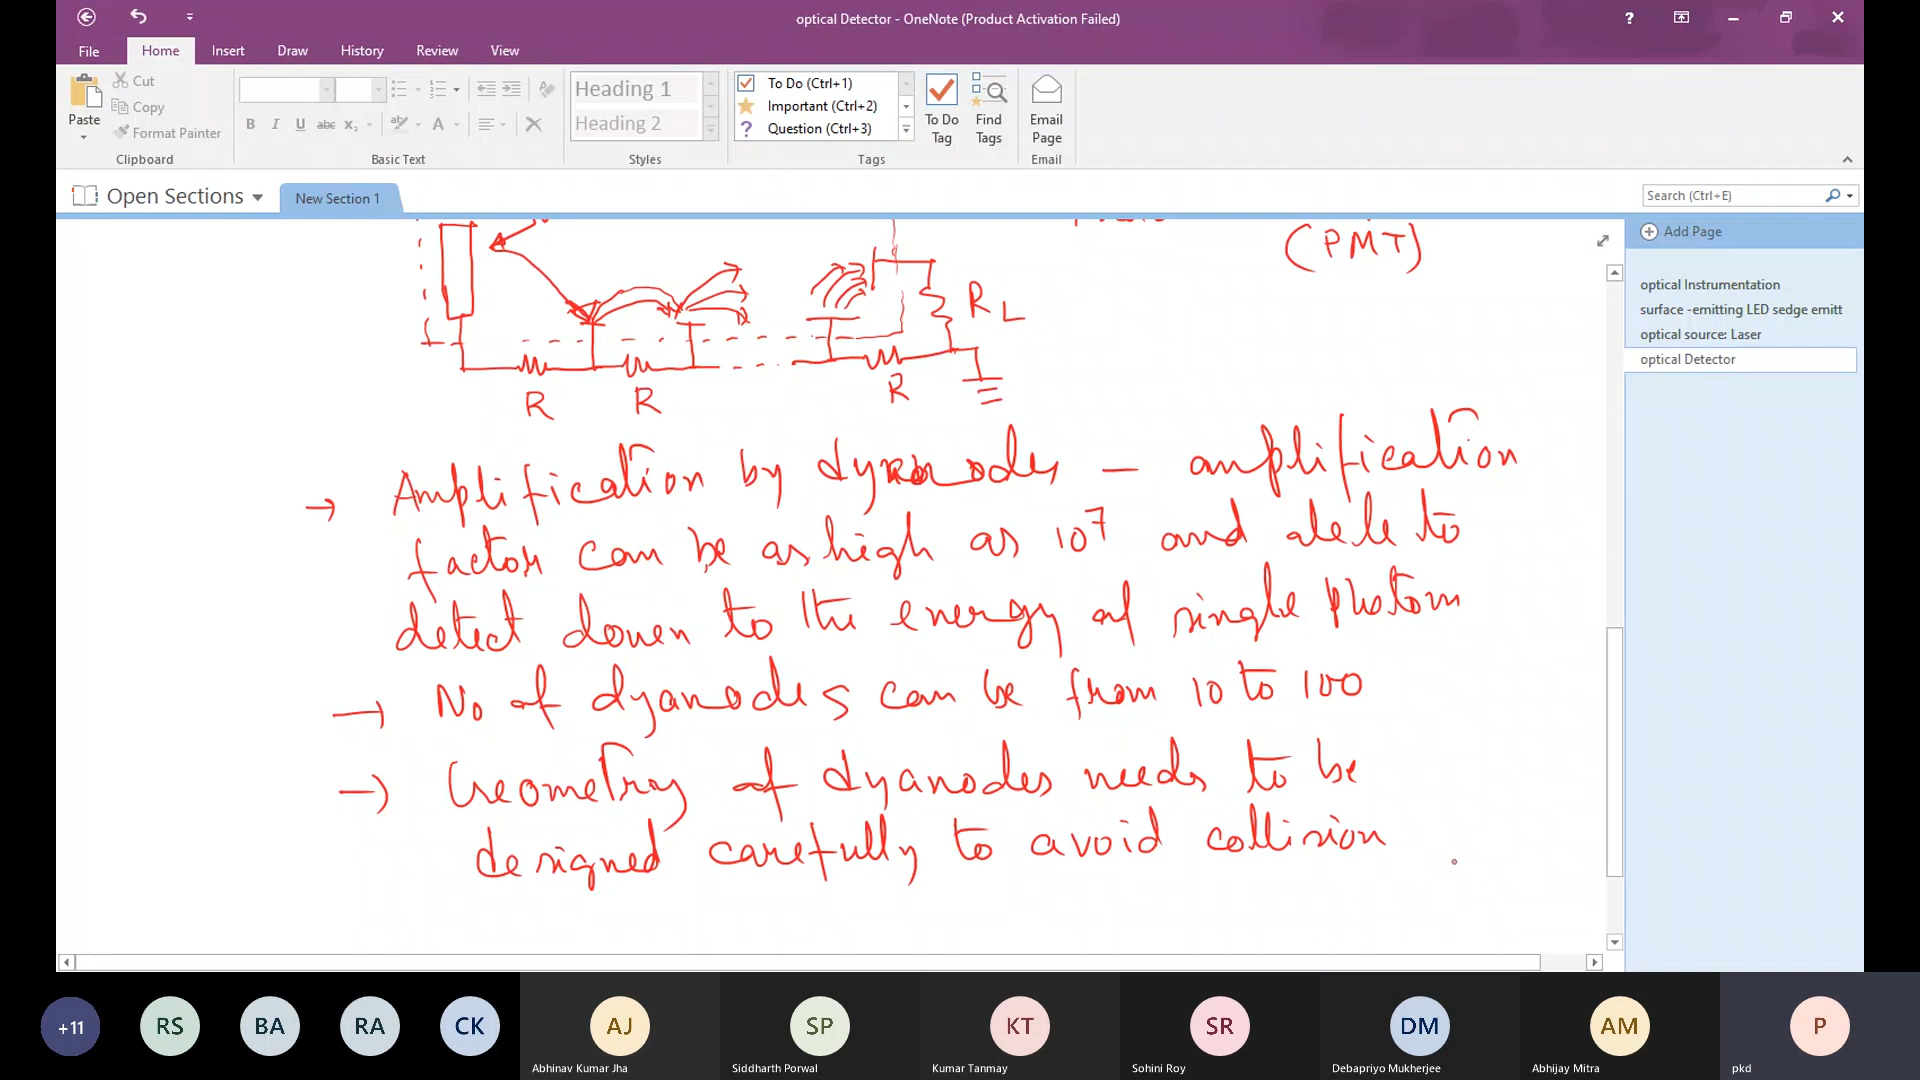 optical Detector - OneNote (Product Activation Failed)
?
File Home Insert Draw History Review View
Paste
Cut
Copy
Format Painter
Clipboard
B I U abc x₂ A
Basic Text
Heading 1
Heading 2
Styles
To Do (Ctrl+1)
Important (Ctrl+2)
? Question (Ctrl+3)
To Do Tag
Find Tags
Tags
Email Page
Email
Open Sections
New Section 1
Search (Ctrl+E)
Add Page
optical Instrumentation
surface -emitting LED sedge emitt
optical source: Laser
optical Detector
(PMT)
R L
R R R
→ Amplification by dynodes — amplification
factor can be as high as 10⁷ and able to
detect down to the energy of single photon
→ No of dyanodes can be from 10 to 100
→ Geometry of dyanodes needs to be
designed carefully to avoid collision
+11 RS BA RA CK AJ SP KT SR DM AM P
Abhinav Kumar Jha Siddharth Porwal Kumar Tanmay Sohini Roy Debapriyo Mukherjee Abhijay Mitra pkd